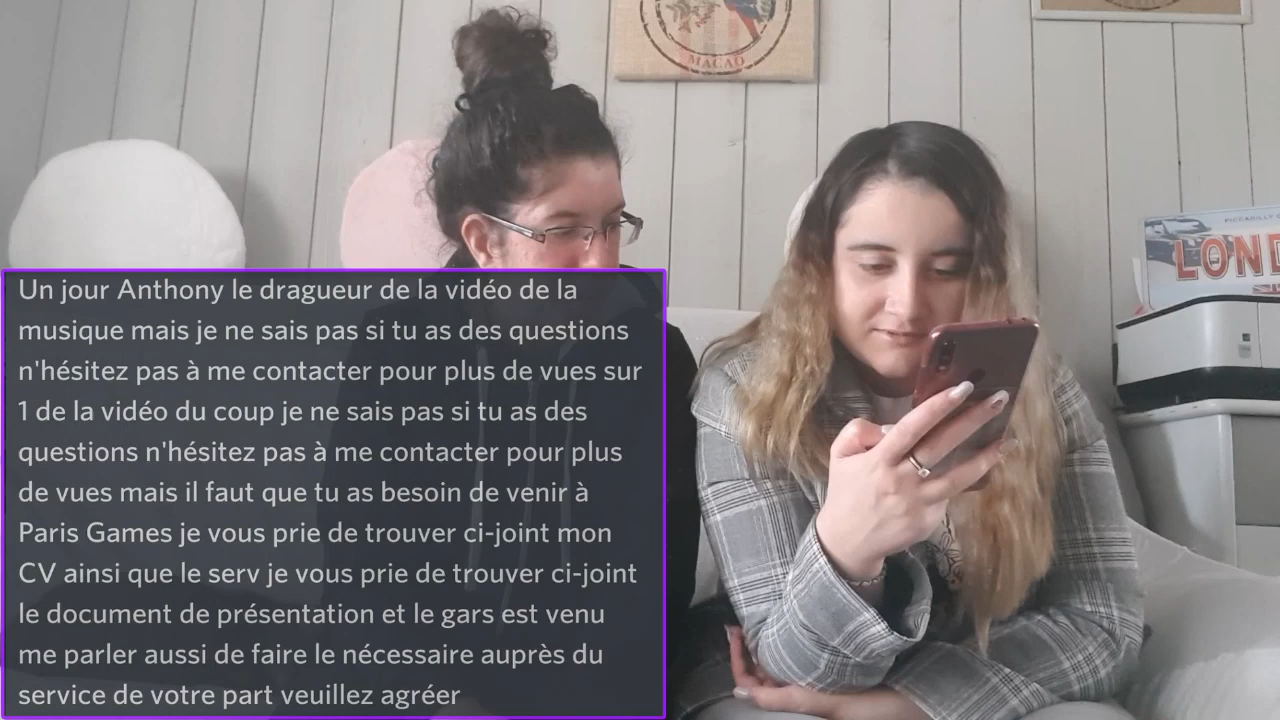 MACAO
PICCADILLY
LOND
Un jour Anthony le dragueur de la vidéo de la
musique mais je ne sais pas si tu as des questions
n'hésitez pas à me contacter pour plus de vues sur
1 de la vidéo du coup je ne sais pas si tu as des
questions n'hésitez pas à me contacter pour plus
de vues mais il faut que tu as besoin de venir à
Paris Games je vous prie de trouver ci-joint mon
CV ainsi que le serv je vous prie de trouver ci-joint
le document de présentation et le gars est venu
me parler aussi de faire le nécessaire auprès du
service de votre part veuillez agréer